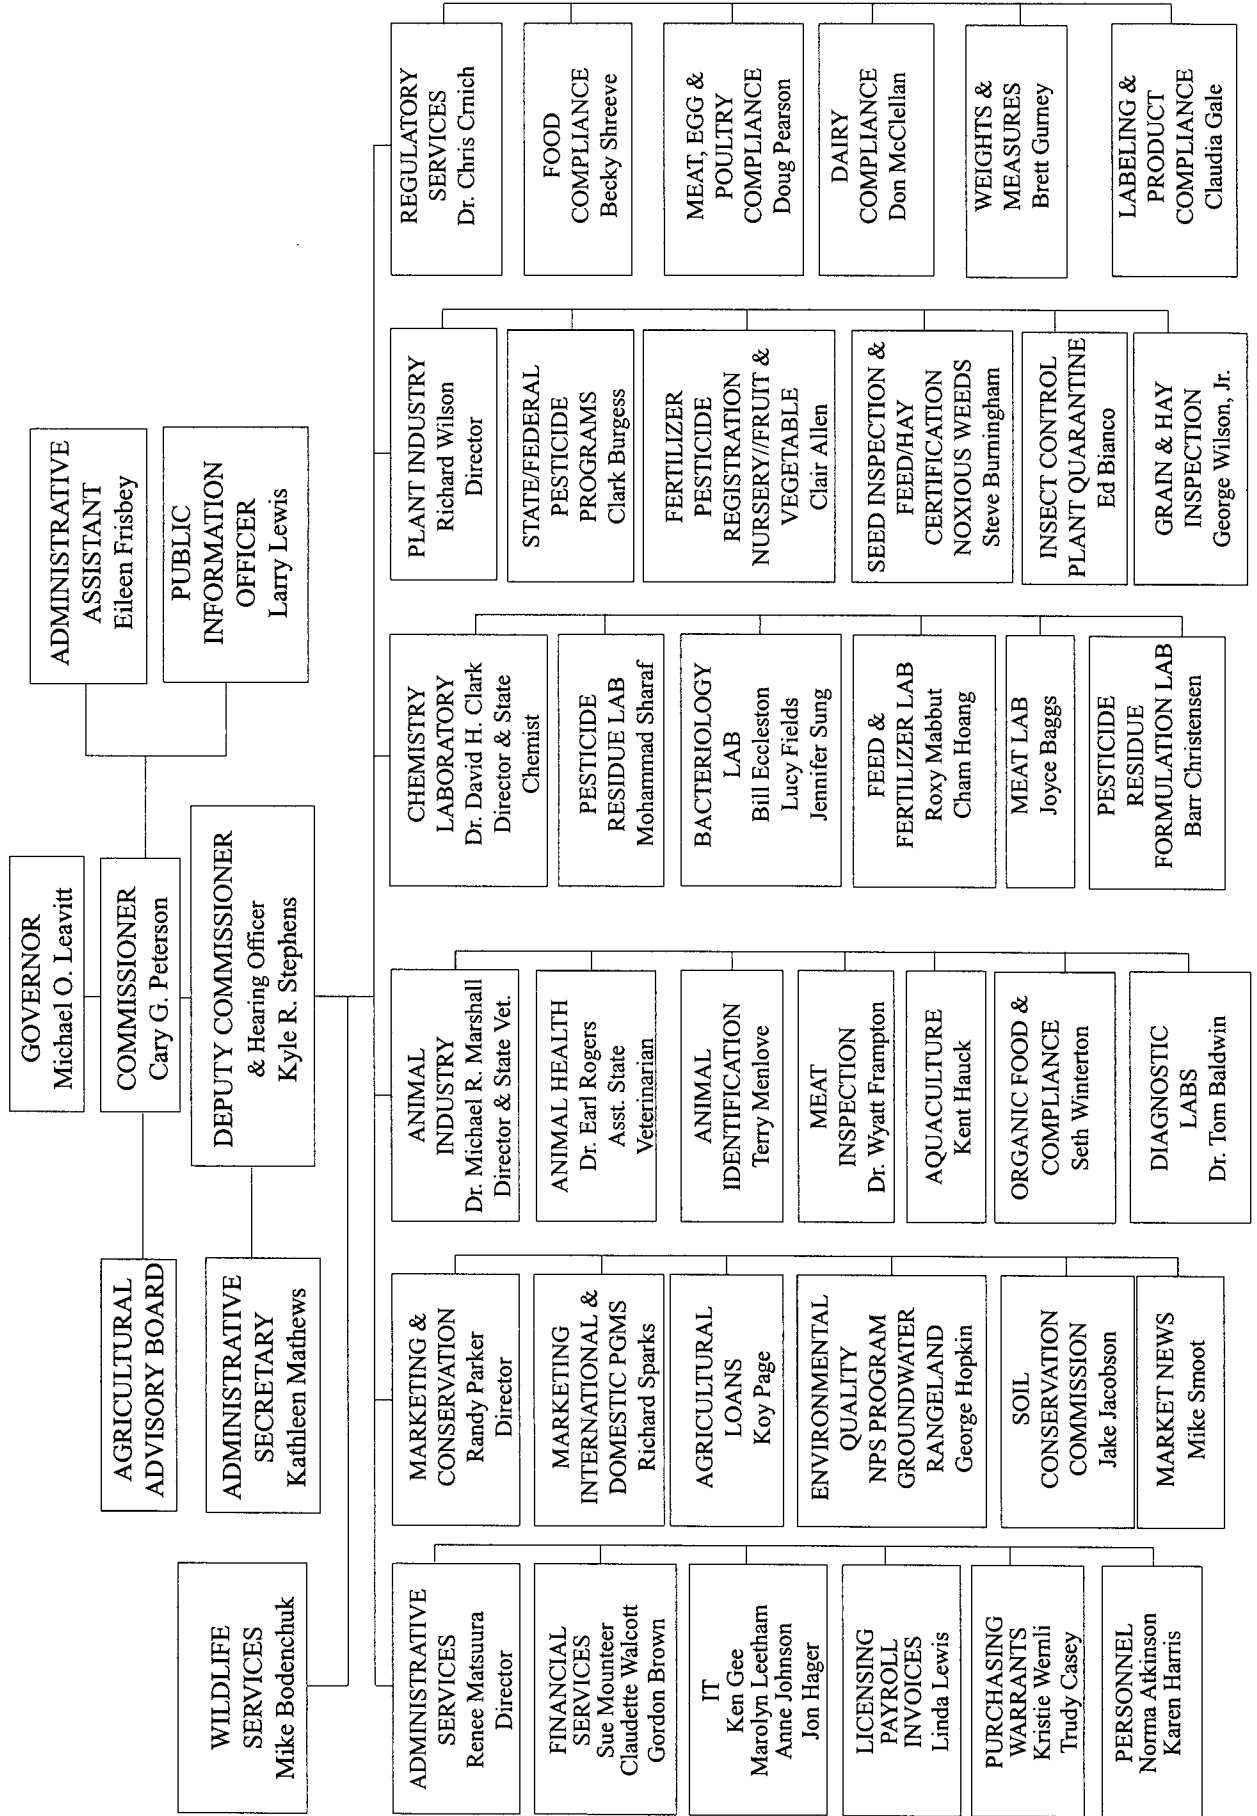 GOVERNOR
Michael O. Leavitt
COMMISSIONER
Cary G. Peterson
DEPUTY COMMISSIONER
& Hearing Officer
Kyle R. Stephens
ADMINISTRATIVE
ASSISTANT
Eileen Frisbey
PUBLIC
INFORMATION
OFFICER
Larry Lewis
AGRICULTURAL
ADVISORY BOARD
ADMINISTRATIVE
SECRETARY
Kathleen Mathews
WILDLIFE
SERVICES
Mike Bodenchuk
ADMINISTRATIVE
SERVICES
Renee Matsuura
Director
FINANCIAL
SERVICES
Sue Mounteer
Claudette Walcott
Gordon Brown
IT
Ken Gee
Marolyn Leetham
Anne Johnson
Jon Hager
LICENSING
PAYROLL
INVOICES
Linda Lewis
PURCHASING
WARRANTS
Kristie Wernli
Trudy Casey
PERSONNEL
Norma Atkinson
Karen Harris
MARKETING &
CONSERVATION
Randy Parker
Director
MARKETING
INTERNATIONAL &
DOMESTIC PGMS
Richard Sparks
AGRICULTURAL
LOANS
Koy Page
ENVIRONMENTAL
QUALITY
NPS PROGRAM
GROUNDWATER
RANGELAND
George Hopkin
SOIL
CONSERVATION
COMMISSION
Jake Jacobson
MARKET NEWS
Mike Smoot
ANIMAL
INDUSTRY
Dr. Michael R. Marshall
Director & State Vet.
ANIMAL HEALTH
Dr. Earl Rogers
Asst. State
Veterinarian
ANIMAL
IDENTIFICATION
Terry Menlove
MEAT
INSPECTION
Dr. Wyatt Frampton
AQUACULTURE
Kent Hauck
ORGANIC FOOD &
COMPLIANCE
Seth Winterton
DIAGNOSTIC
LABS
Dr. Tom Baldwin
CHEMISTRY
LABORATORY
Dr. David H. Clark
Director & State
Chemist
PESTICIDE
RESIDUE LAB
Mohammad Sharaf
BACTERIOLOGY
LAB
Bill Eccleston
Lucy Fields
Jennifer Sung
FEED &
FERTILIZER LAB
Roxy Mabbut
Cham Hoang
MEAT LAB
Joyce Baggs
PESTICIDE
RESIDUE
FORMULATION LAB
Barr Christensen
PLANT INDUSTRY
Richard Wilson
Director
STATE/FEDERAL
PESTICIDE
PROGRAMS
Clark Burgess
FERTILIZER
PESTICIDE
REGISTRATION
NURSERY//FRUIT &
VEGETABLE
Clair Allen
SEED INSPECTION &
FEED/HAY
CERTIFICATION
NOXIOUS WEEDS
Steve Burningham
INSECT CONTROL
PLANT QUARANTINE
Ed Bianco
GRAIN & HAY
INSPECTION
George Wilson, Jr.
REGULATORY
SERVICES
Dr. Chris Crnich
FOOD
COMPLIANCE
Becky Shreeve
MEAT, EGG &
POULTRY
COMPLIANCE
Doug Pearson
DAIRY
COMPLIANCE
Don McClellan
WEIGHTS &
MEASURES
Brett Gurney
LABELING &
PRODUCT
COMPLIANCE
Claudia Gale